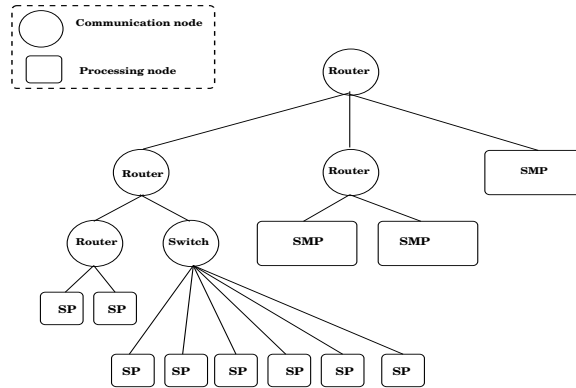 Communication node
Processing node
Router
Router
Router
SMP
Router
Switch
SMP
SMP
SP
SP
SP
SP
SP
SP
SP
SP